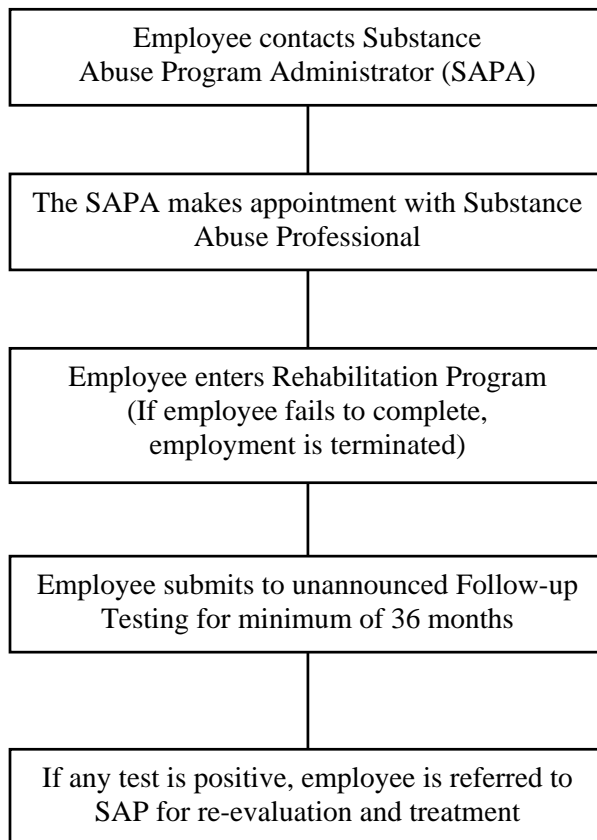 Employee contacts Substance
Abuse Program Administrator (SAPA)
The SAPA makes appointment with Substance
Abuse Professional
Employee enters Rehabilitation Program
(If employee fails to complete,
employment is terminated)
Employee submits to unannounced Follow-up
Testing for minimum of 36 months
If any test is positive, employee is referred to
SAP for re-evaluation and treatment